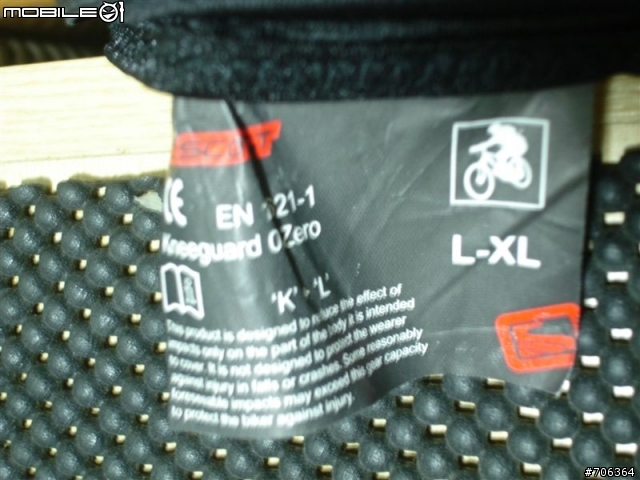 MOBILE01
SCOTT
CE
EN 121-1
Kneeguard 0Zero
'K' - 'L'
L-XL
This product is designed to reduce the effect of
impacts only on the part of the body it is intended
to cover. It is not designed to protect the wearer
against injury in falls or crashes. Some reasonably
foreseeable impacts may exceed this gear capacity
to protect the biker against injury.
#706364